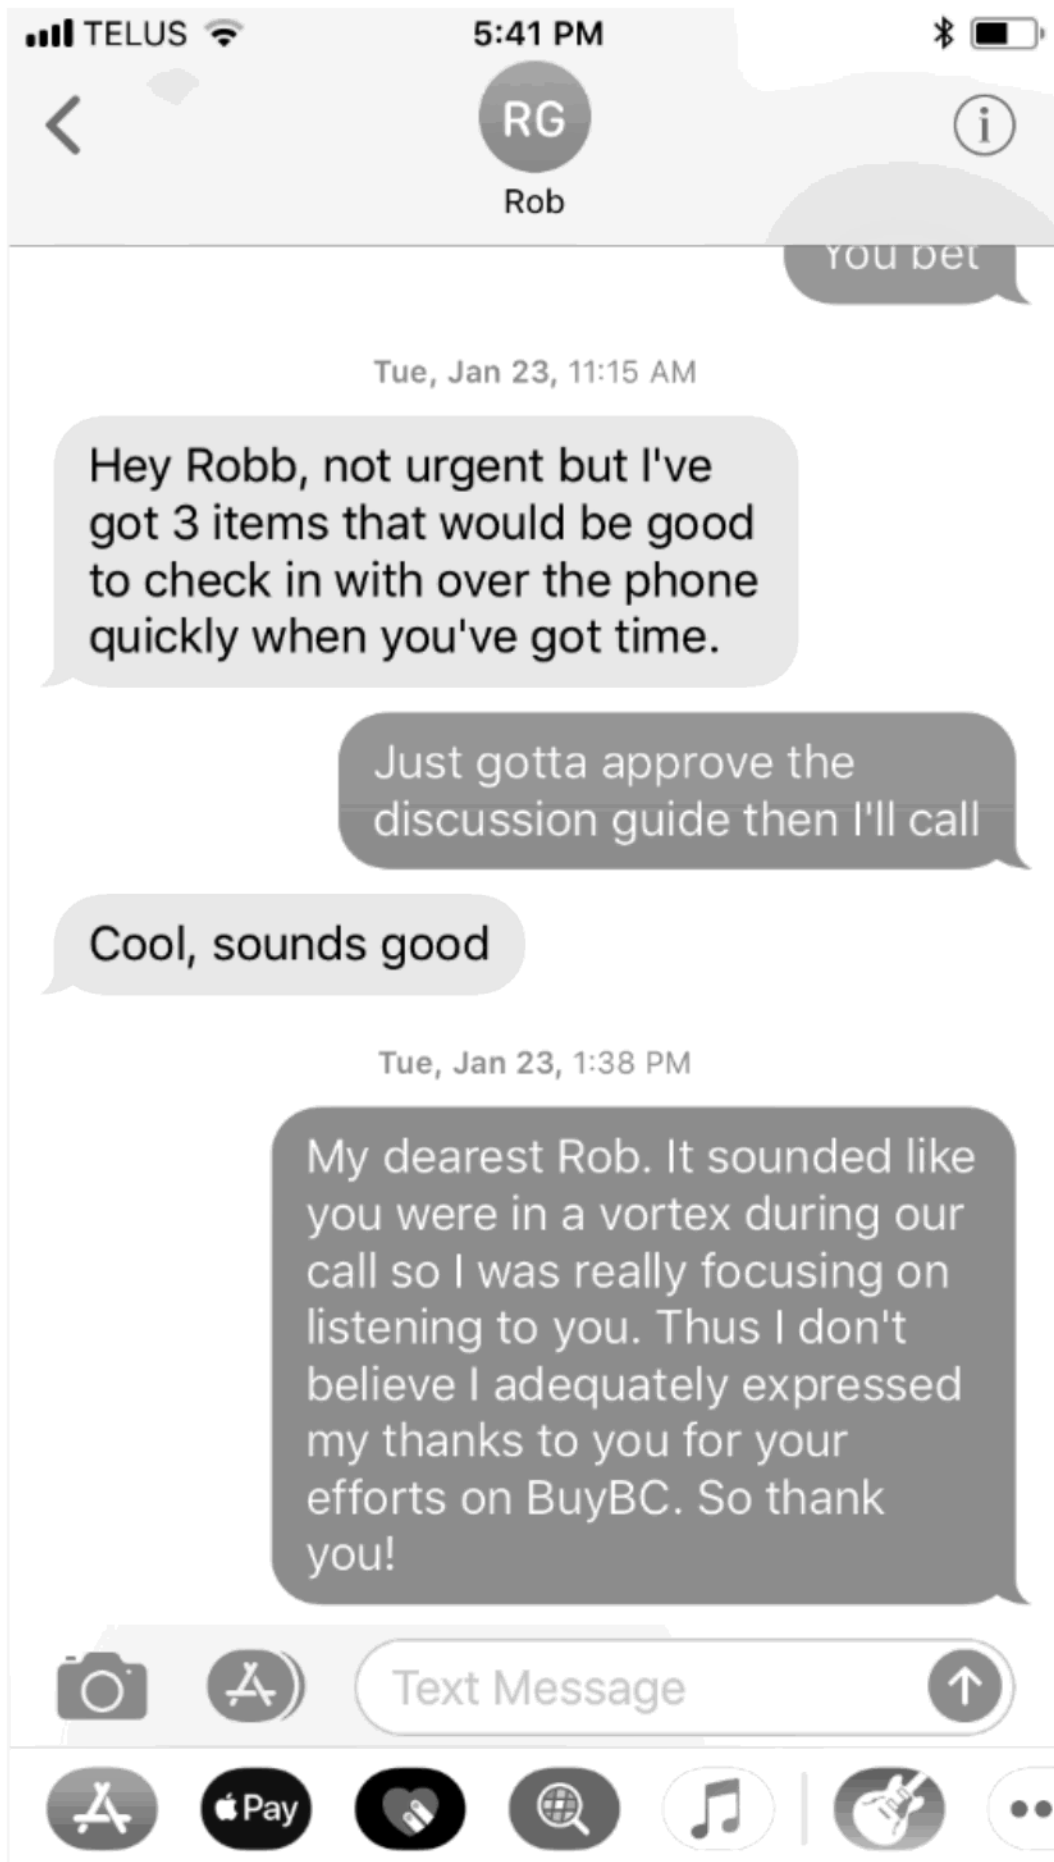 TELUS 5:41 PM
RG
Rob
You bet
Tue, Jan 23, 11:15 AM
Hey Robb, not urgent but I've
got 3 items that would be good
to check in with over the phone
quickly when you've got time.
Just gotta approve the
discussion guide then I'll call
Cool, sounds good
Tue, Jan 23, 1:38 PM
My dearest Rob. It sounded like
you were in a vortex during our
call so I was really focusing on
listening to you. Thus I don't
believe I adequately expressed
my thanks to you for your
efforts on BuyBC. So thank
you!
Text Message
Pay